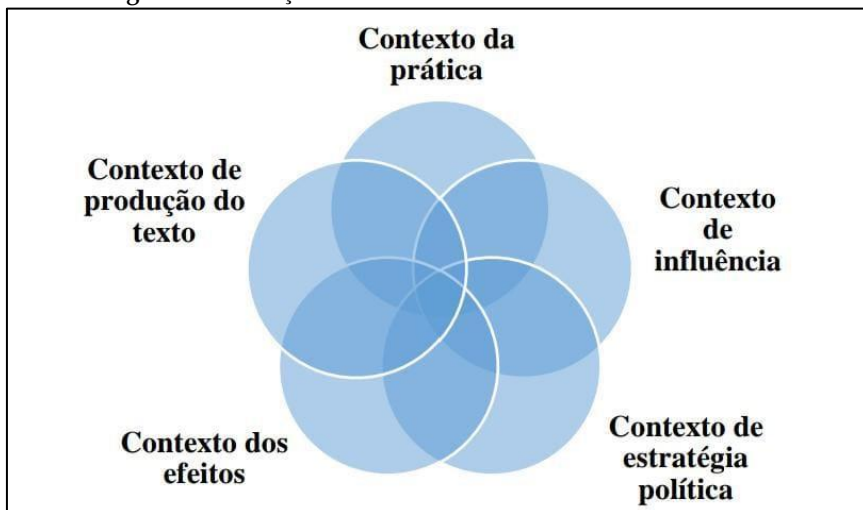 Contexto da
prática
Contexto de
produção do
texto
Contexto
de
influência
Contexto dos
efeitos
Contexto de
estratégia
política